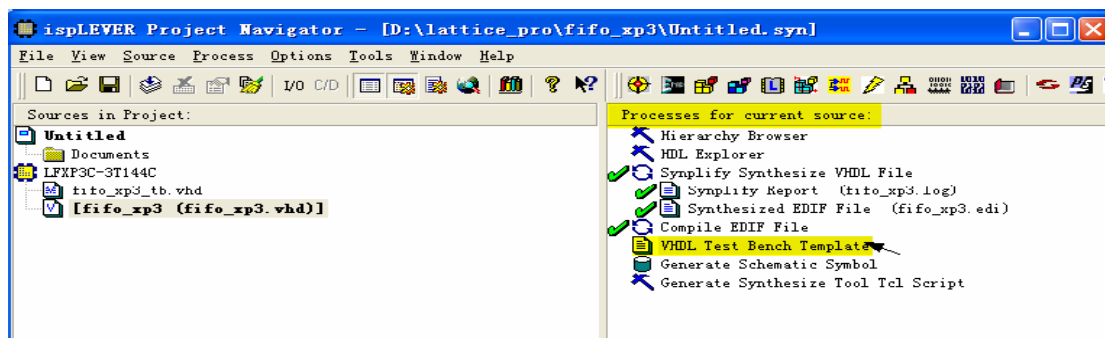 ispLEVER Project Navigator - [D:\lattice_pro\fifo_xp3\Untitled.syn]
File View Source Process Options Tools Window Help
I/O C/D
Sources in Project:
Untitled
Documents
LFXP3C-3T144C
fifo_xp3_tb.vhd
[fifo_xp3 (fifo_xp3.vhd)]
Processes for current source:
Hierarchy Browser
HDL Explorer
Synplify Synthesize VHDL File
Synplify Report (fifo_xp3.log)
Synthesized EDIF File (fifo_xp3.edi)
Compile EDIF File
VHDL Test Bench Template
Generate Schematic Symbol
Generate Synthesize Tool Tcl Script